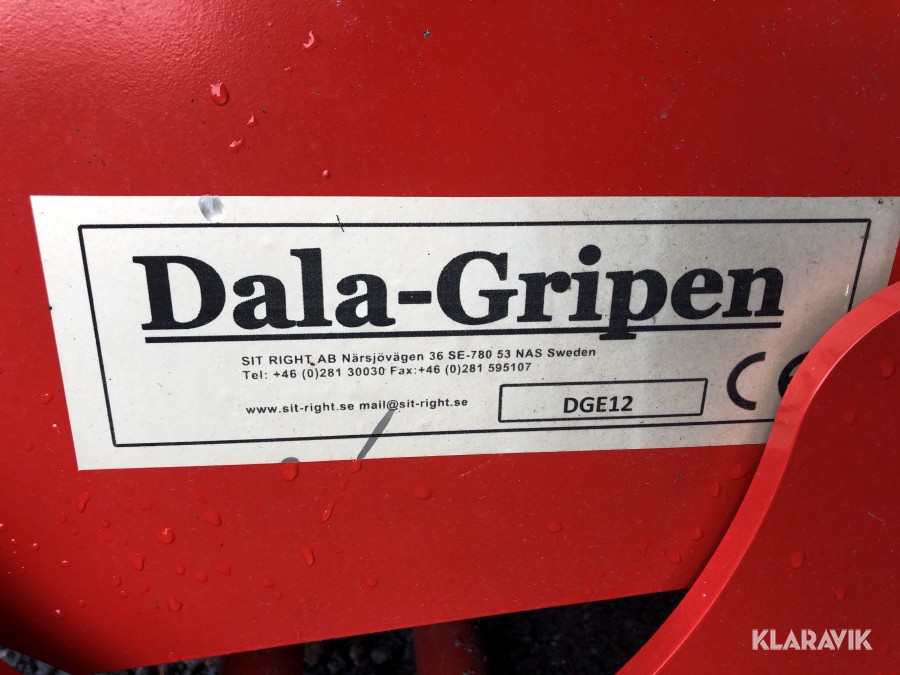 Dala-Gripen
SIT RIGHT AB Närsjövägen 36 SE-780 53 NAS Sweden
Tel: +46 (0)281 30030 Fax:+46 (0)281 595107
www.sit-right.se mail@sit-right.se
DGE12
CE
KLARAVIK